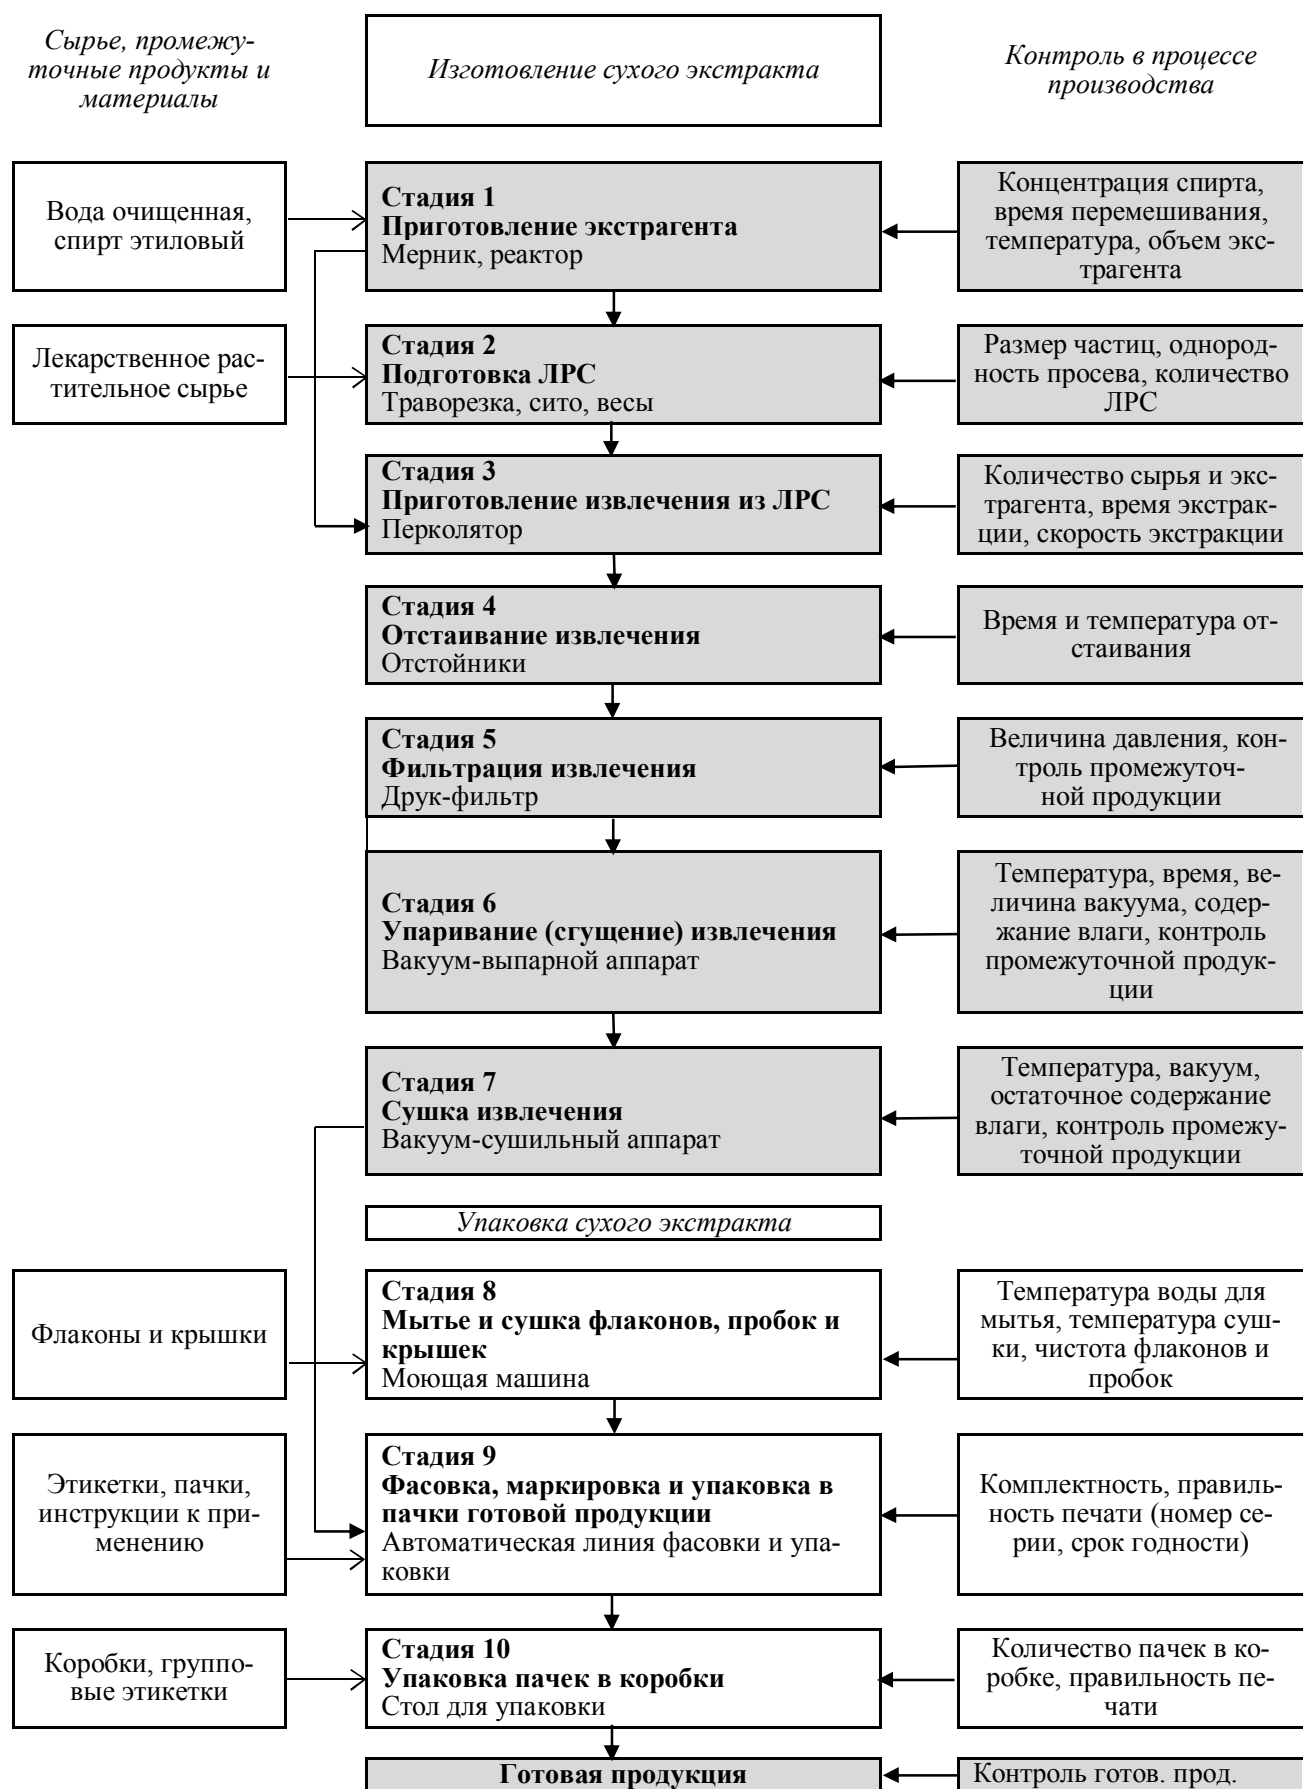 Сырье, промежу-
точные продукты и
материалы
Изготовление сухого экстракта
Контроль в процессе
производства
Вода очищенная,
спирт этиловый
Стадия 1
Приготовление экстрагента
Мерник, реактор
Концентрация спирта,
время перемешивания,
температура, объем экс-
трагента
Лекарственное рас-
тительное сырье
Стадия 2
Подготовка ЛРС
Траворезка, сито, весы
Размер частиц, однород-
ность просева, количество
ЛРС
Стадия 3
Приготовление извлечения из ЛРС
Перколятор
Количество сырья и экс-
трагента, время экстрак-
ции, скорость экстракции
Стадия 4
Отстаивание извлечения
Отстойники
Время и температура от-
стаивания
Стадия 5
Фильтрация извлечения
Друк-фильтр
Величина давления, кон-
троль промежуточ-
ной продукции
Стадия 6
Упаривание (сгущение) извлечения
Вакуум-выпарной аппарат
Температура, время, ве-
личина вакуума, содер-
жание влаги, контроль
промежуточной продук-
ции
Стадия 7
Сушка извлечения
Вакуум-сушильный аппарат
Температура, вакуум,
остаточное содержание
влаги, контроль промежу-
точной продукции
Упаковка сухого экстракта
Флаконы и крышки
Стадия 8
Мытье и сушка флаконов, пробок и
крышек
Моющая машина
Температура воды для
мытья, температура суш-
ки, чистота флаконов и
пробок
Этикетки, пачки,
инструкции к при-
менению
Стадия 9
Фасовка, маркировка и упаковка в
пачки готовой продукции
Автоматическая линия фасовки и упа-
ковки
Комплектность, правиль-
ность печати (номер се-
рии, срок годности)
Коробки, группо-
вые этикетки
Стадия 10
Упаковка пачек в коробки
Стол для упаковки
Количество пачек в ко-
робке, правильность пе-
чати
Готовая продукция
Контроль готов. прод.